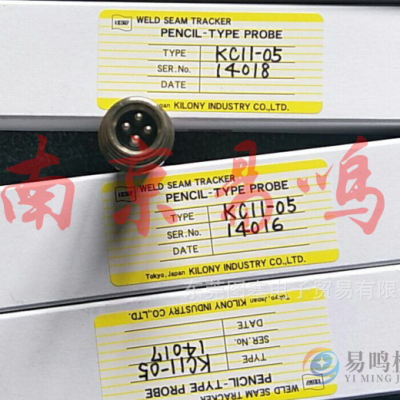 WELD SEAM TRACKER
PENCIL-TYPE PROBE
TYPE KC11-05
SER.No. 14018
DATE
KILONY INDUSTRY CO.,LTD.
南京易鸣
WELD SEAM TRACKER
PENCIL-TYPE PROBE
TYPE KC11-05
SER.No. 14016
DATE
Tokyo,Japan KILONY INDUSTRY CO.,LTD.
WELD SEAM TRACKER
PENCIL-TYPE PROBE
TYPE KC11-05
SER.No. 14017
DATE
Tokyo,Japan KILONY INDUSTRY CO.,LTD.
易鸣
YI MING